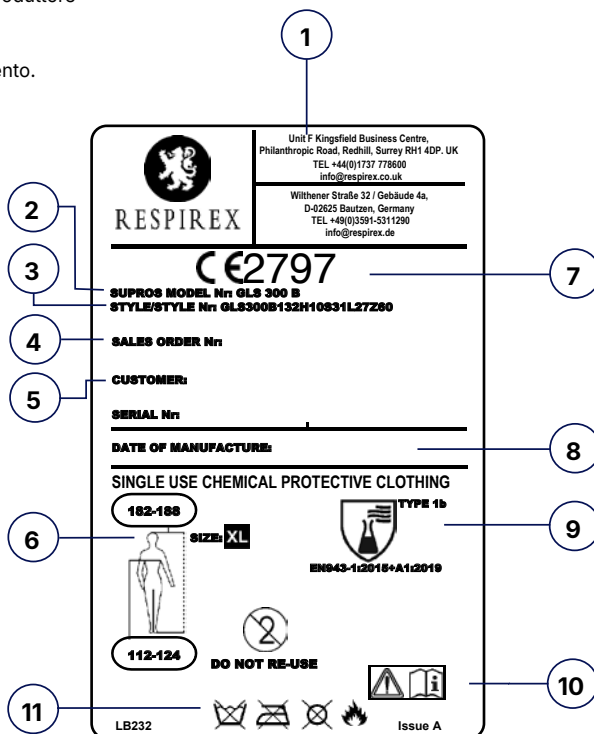 ento.
1
Unit F Kingsfield Business Centre,
Philanthropic Road, Redhill, Surrey RH1 4DP. UK
TEL +44(0)1737 778600
info@respirex.co.uk
Wilthener Straße 32 / Gebäude 4a,
D-02625 Bautzen, Germany
TEL +49(0)3591-5311290
info@respirex.de
RESPIREX
2
CE2797
7
3
SUPROS MODEL Nr: GLS 300 B
STYLE/STYLE Nr: GLS300B132H10S31L27Z60
4
SALES ORDER Nr:
5
CUSTOMER:
SERIAL Nr:
DATE OF MANUFACTURE:
8
SINGLE USE CHEMICAL PROTECTIVE CLOTHING
182-188
TYPE 1b
6
SIZE: XL
9
EN943-1:2015+A1:2019
2
112-124
DO NOT RE-USE
i
10
11
LB232
Issue A